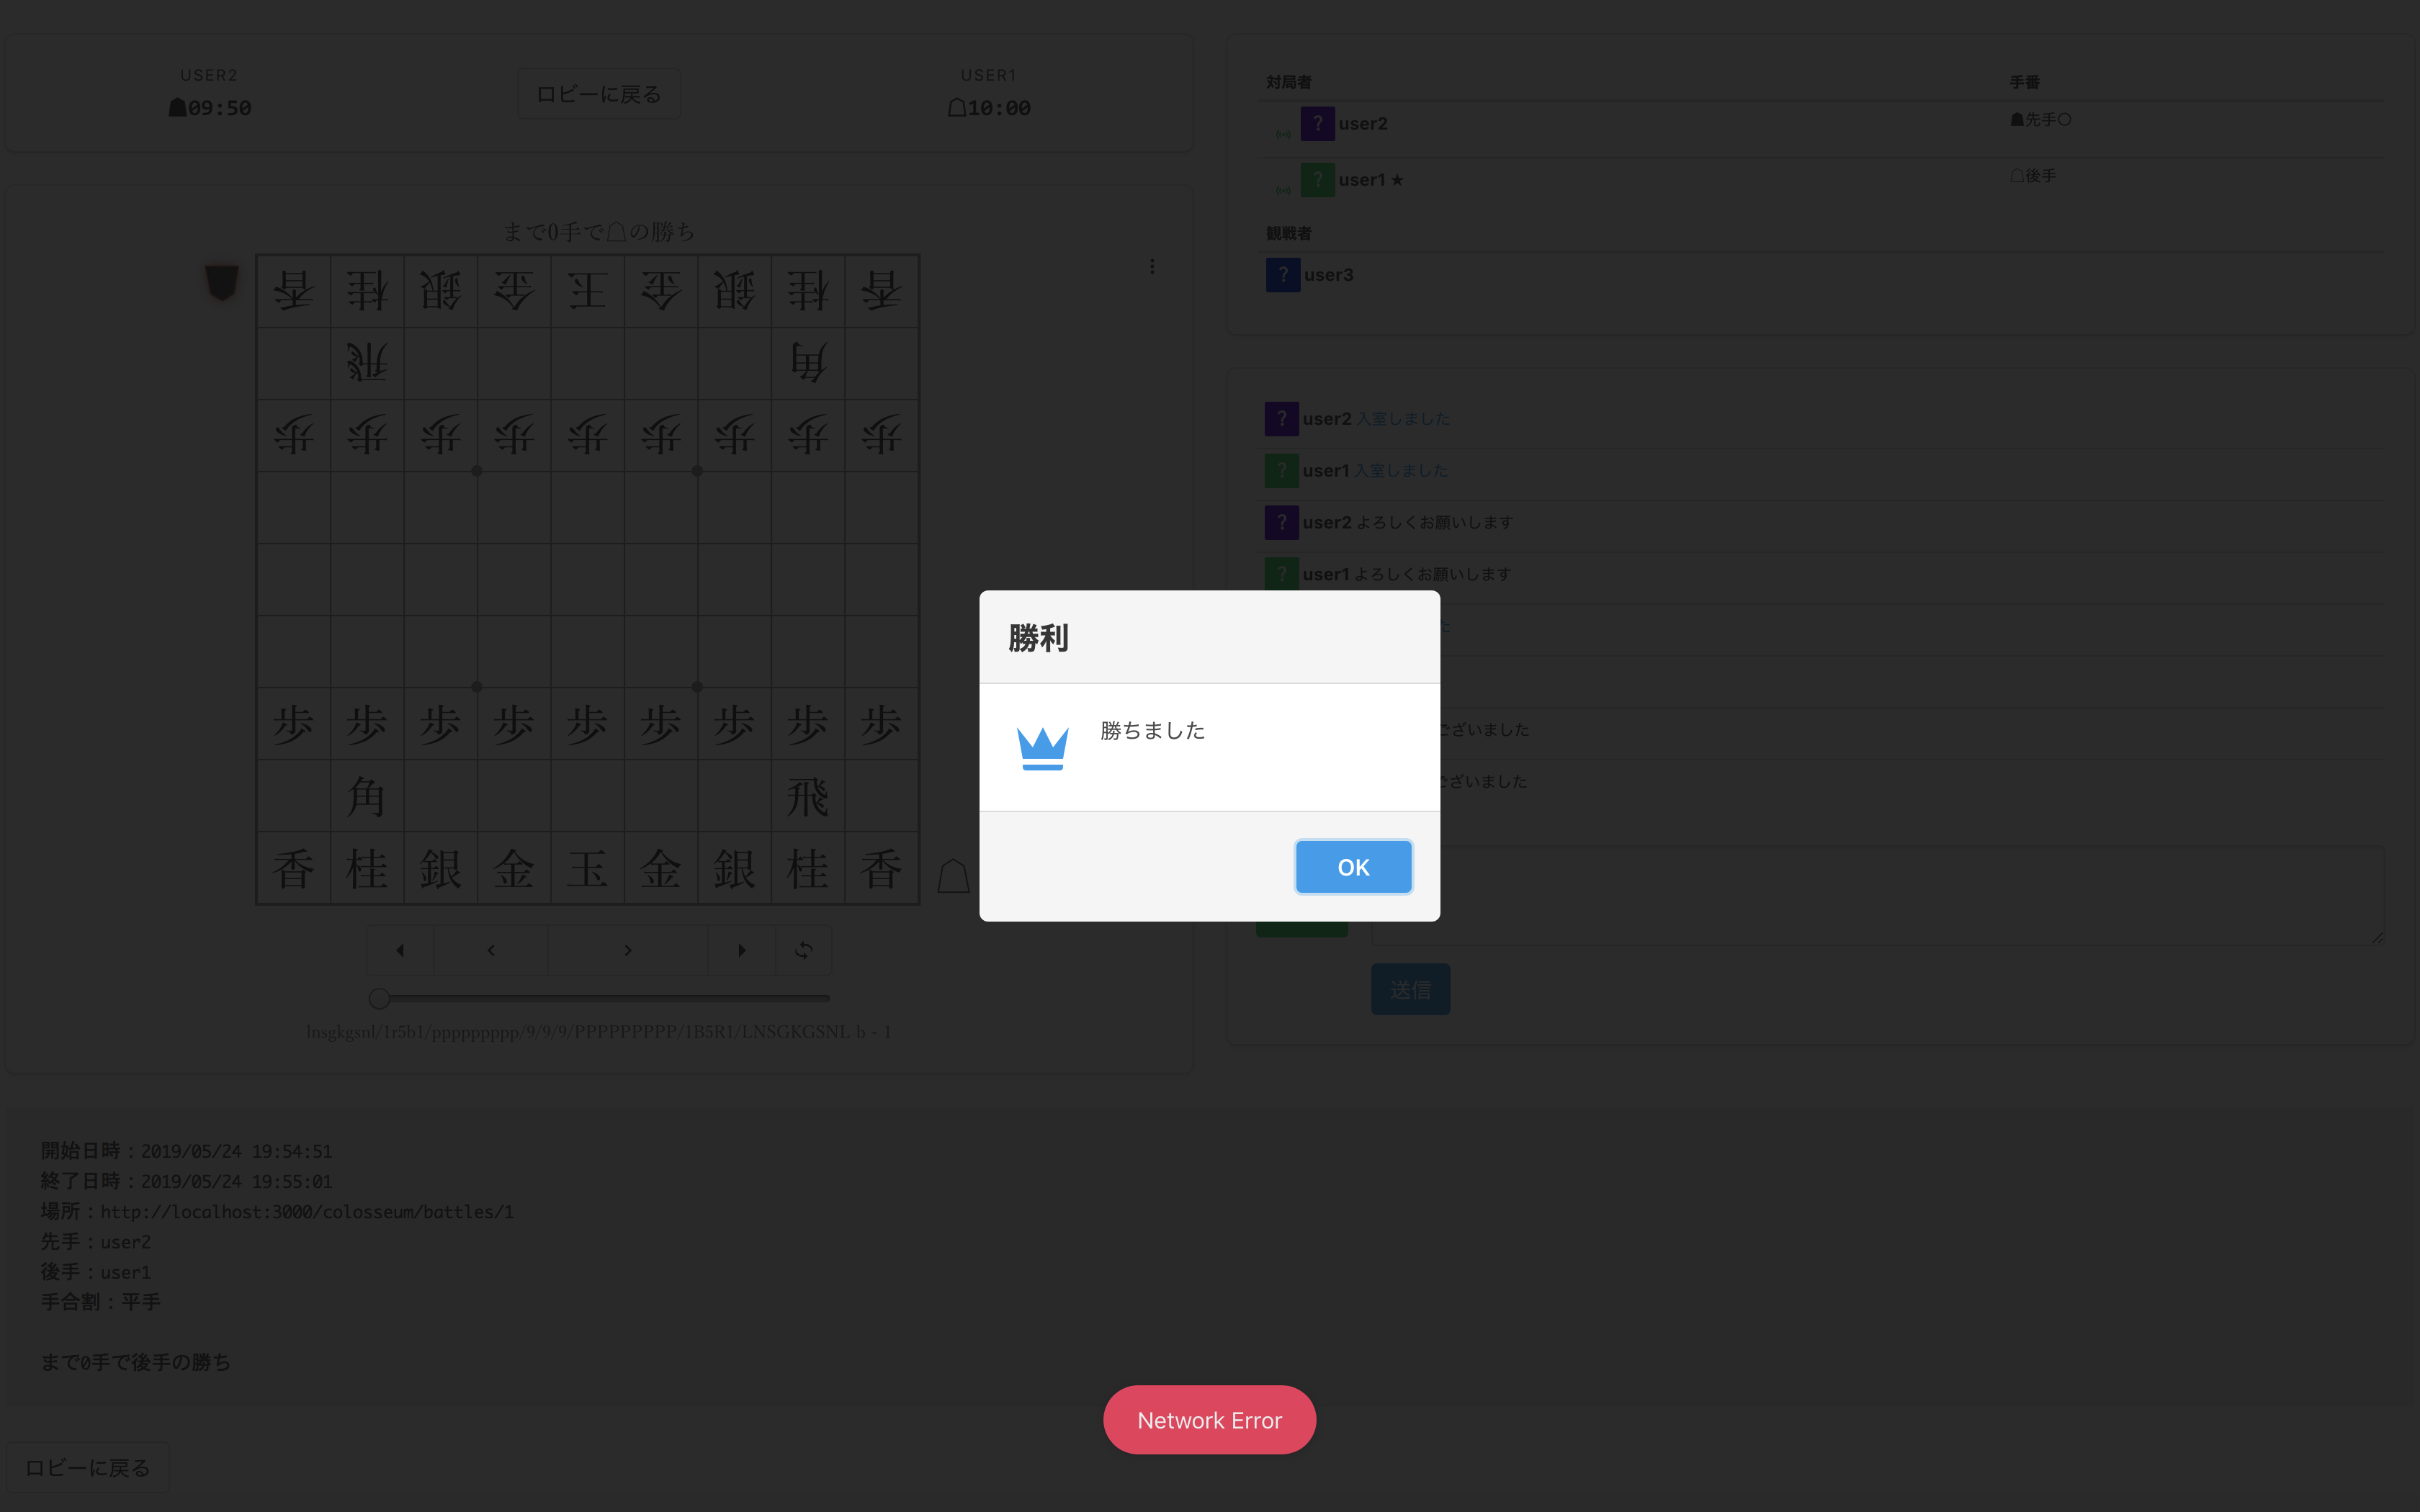 USER2
☗09:50
ロビーに戻る
USER1
☖10:00
まで0手で☖の勝ち
香桂銀金玉金銀桂香
飛角
歩歩歩歩歩歩歩歩歩
歩歩歩歩歩歩歩歩歩
角飛
香桂銀金玉金銀桂香
lnsgkgsnl/1r5b1/ppppppppp/9/9/9/PPPPPPPPP/1B5R1/LNSGKGSNL b - 1
対局者 手番
? user2 ☗先手○
? user1 ★ ☖後手
観戦者
? user3
? user2 入室しました
? user1 入室しました
? user2 よろしくお願いします
? user1 よろしくお願いします
た
ございました
ございました
送信
勝利
勝ちました
OK
開始日時:2019/05/24 19:54:51
終了日時:2019/05/24 19:55:01
場所:http://localhost:3000/colosseum/battles/1
先手:user2
後手:user1
手合割:平手
まで0手で後手の勝ち
Network Error
ロビーに戻る